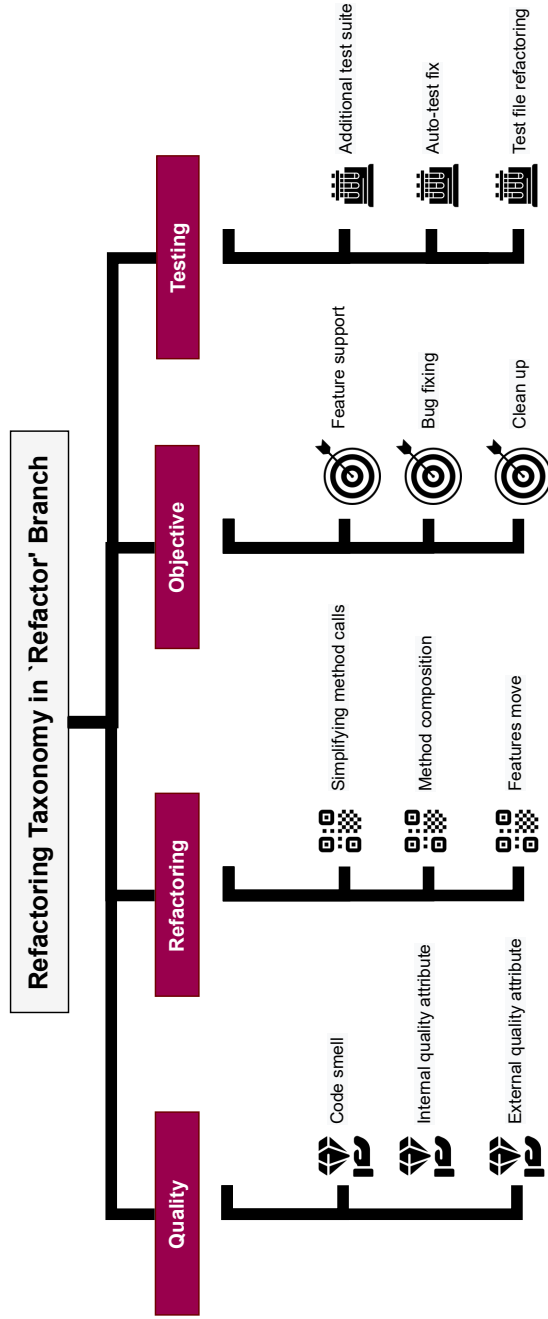 Refactoring Taxonomy in `Refactor' Branch
Quality
Code smell
Internal quality attribute
External quality attribute
Refactoring
Simplifying method calls
Method composition
Features move
Objective
Feature support
Bug fixing
Clean up
Testing
Additional test suite
Auto-test fix
Test file refactoring